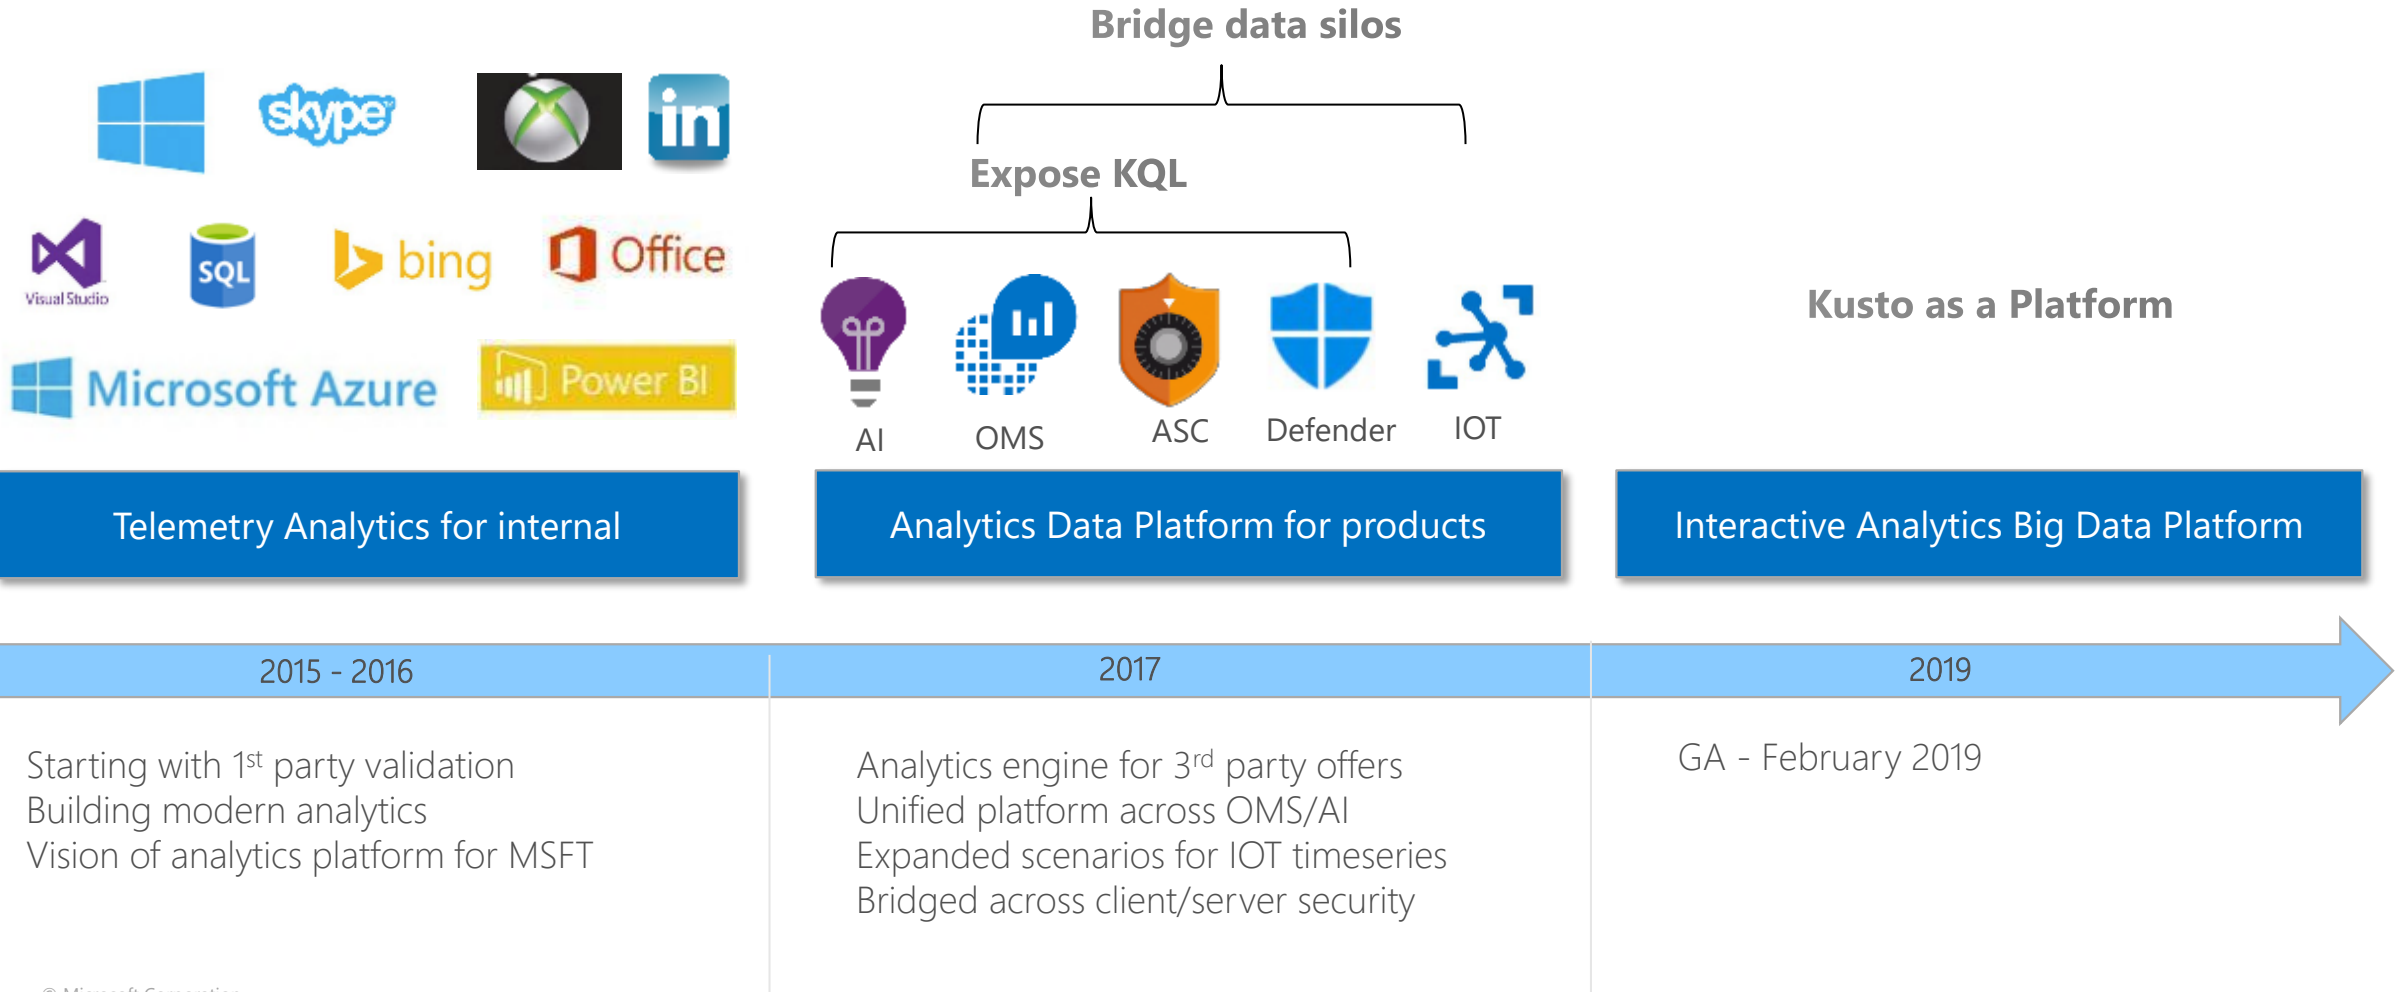 Bridge data silos
skype
in
Expose KQL
Visual Studio
SQL
bing
Office
Microsoft Azure
Power BI
Kusto as a Platform
AI
OMS
ASC
Defender
IOT
Telemetry Analytics for internal
Analytics Data Platform for products
Interactive Analytics Big Data Platform
2015 - 2016
2017
2019
Starting with 1st party validation
Building modern analytics
Vision of analytics platform for MSFT
Analytics engine for 3rd party offers
Unified platform across OMS/AI
Expanded scenarios for IOT timeseries
Bridged across client/server security
GA - February 2019
© Microsoft Corporation